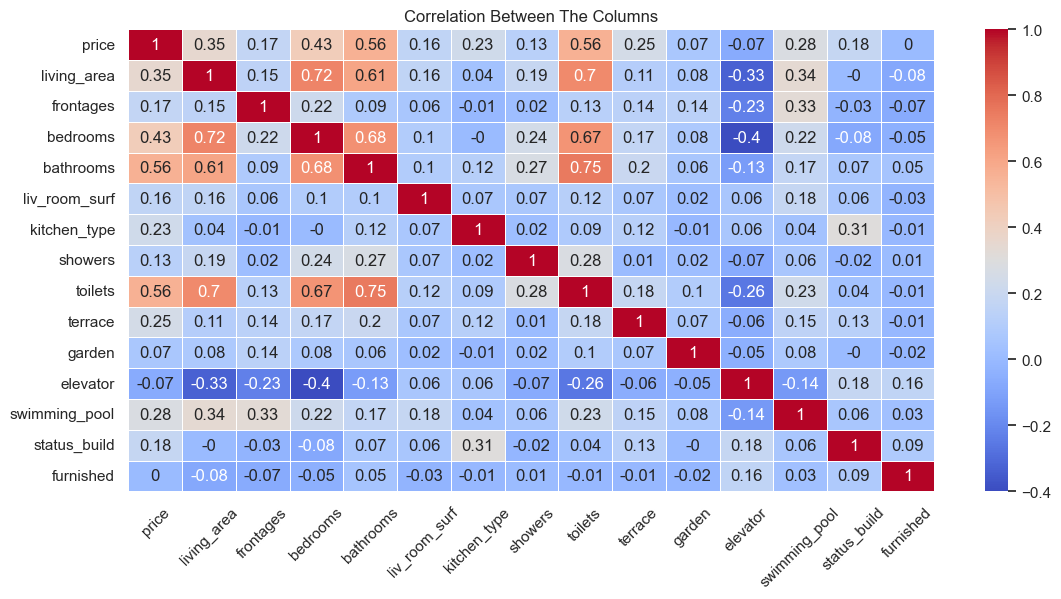 Correlation Between The Columns
price 1 0.35 0.17 0.43 0.56 0.16 0.23 0.13 0.56 0.25 0.07 -0.07 0.28 0.18 0
living_area 0.35 1 0.15 0.72 0.61 0.16 0.04 0.19 0.7 0.11 0.08 -0.33 0.34 -0 -0.08
frontages 0.17 0.15 1 0.22 0.09 0.06 -0.01 0.02 0.13 0.14 0.14 -0.23 0.33 -0.03 -0.07
bedrooms 0.43 0.72 0.22 1 0.68 0.1 -0 0.24 0.67 0.17 0.08 -0.4 0.22 -0.08 -0.05
bathrooms 0.56 0.61 0.09 0.68 1 0.1 0.12 0.27 0.75 0.2 0.06 -0.13 0.17 0.07 0.05
liv_room_surf 0.16 0.16 0.06 0.1 0.1 1 0.07 0.07 0.12 0.07 0.02 0.06 0.18 0.06 -0.03
kitchen_type 0.23 0.04 -0.01 -0 0.12 0.07 1 0.02 0.09 0.12 -0.01 0.06 0.04 0.31 -0.01
showers 0.13 0.19 0.02 0.24 0.27 0.07 0.02 1 0.28 0.01 0.02 -0.07 0.06 -0.02 0.01
toilets 0.56 0.7 0.13 0.67 0.75 0.12 0.09 0.28 1 0.18 0.1 -0.26 0.23 0.04 -0.01
terrace 0.25 0.11 0.14 0.17 0.2 0.07 0.12 0.01 0.18 1 0.07 -0.06 0.15 0.13 -0.01
garden 0.07 0.08 0.14 0.08 0.06 0.02 -0.01 0.02 0.1 0.07 1 -0.05 0.08 -0 -0.02
elevator -0.07 -0.33 -0.23 -0.4 -0.13 0.06 0.06 -0.07 -0.26 -0.06 -0.05 1 -0.14 0.18 0.16
swimming_pool 0.28 0.34 0.33 0.22 0.17 0.18 0.04 0.06 0.23 0.15 0.08 -0.14 1 0.06 0.03
status_build 0.18 -0 -0.03 -0.08 0.07 0.06 0.31 -0.02 0.04 0.13 -0 0.18 0.06 1 0.09
furnished 0 -0.08 -0.07 -0.05 0.05 -0.03 -0.01 0.01 -0.01 -0.01 -0.02 0.16 0.03 0.09 1
price living_area frontages bedrooms bathrooms liv_room_surf kitchen_type showers toilets terrace garden elevator swimming_pool status_build furnished
1.0
0.8
0.6
0.4
0.2
0.0
-0.2
-0.4